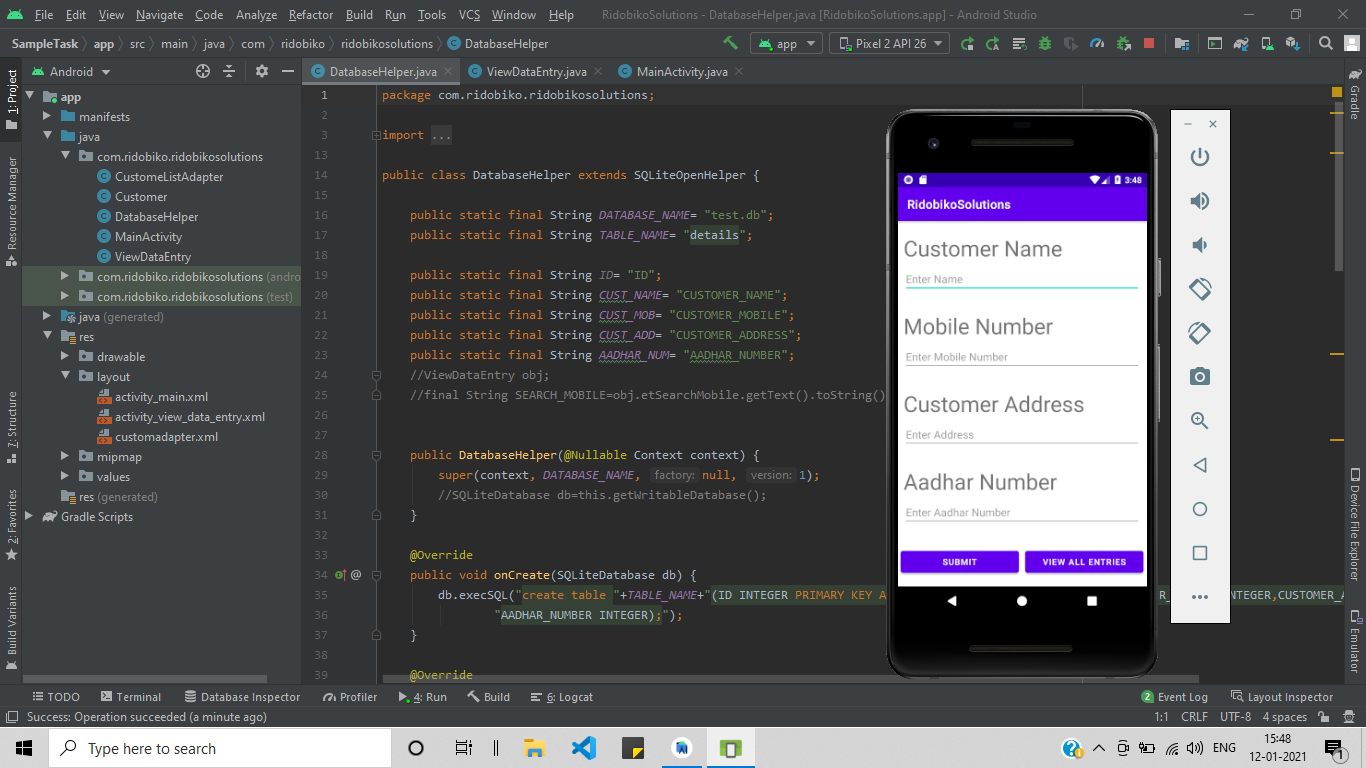 File Edit View Navigate Code Analyze Refactor Build Run Tools VCS Window Help RidobikoSolutions - DatabaseHelper.java [RidobikoSolutions.app] - Android Studio
SampleTask app src main java com ridobiko ridobikosolutions DatabaseHelper app Pixel 2 API 26
Android DatabaseHelper.java ViewDataEntry.java MainActivity.java
1: Project
Resource Manager
7: Structure
2: Favorites
Build Variants
app
manifests
java
com.ridobiko.ridobikosolutions
CustomeListAdapter
Customer
DatabaseHelper
MainActivity
ViewDataEntry
com.ridobiko.ridobikosolutions (andro
com.ridobiko.ridobikosolutions (test)
java (generated)
res
drawable
layout
activity_main.xml
activity_view_data_entry.xml
customadapter.xml
mipmap
values
res (generated)
Gradle Scripts
1 package com.ridobiko.ridobikosolutions;
2
3 import ...
13
14 public class DatabaseHelper extends SQLiteOpenHelper {
15
16 public static final String DATABASE_NAME= "test.db";
17 public static final String TABLE_NAME= "details";
18
19 public static final String ID= "ID";
20 public static final String CUST_NAME= "CUSTOMER_NAME";
21 public static final String CUST_MOB= "CUSTOMER_MOBILE";
22 public static final String CUST_ADD= "CUSTOMER_ADDRESS";
23 public static final String AADHAR_NUM= "AADHAR_NUMBER";
24 //ViewDataEntry obj;
25 //final String SEARCH_MOBILE=obj.etSearchMobile.getText().toString()
26
27
28 public DatabaseHelper(@Nullable Context context) {
29 super(context, DATABASE_NAME, factory: null, version: 1);
30 //SQLiteDatabase db=this.getWritableDatabase();
31 }
32
33 @Override
34 @ public void onCreate(SQLiteDatabase db) {
35 db.execSQL("create table "+TABLE_NAME+"(ID INTEGER PRIMARY KEY A
36 "AADHAR_NUMBER INTEGER);");
37 }
38
39 @Override
3:48
RidobikoSolutions
Customer Name
Enter Name
Mobile Number
Enter Mobile Number
Customer Address
Enter Address
Aadhar Number
Enter Aadhar Number
SUBMIT VIEW ALL ENTRIES
Gradle
Device File Explorer
Emulator
TODO Terminal Database Inspector Profiler 4: Run Build 6: Logcat 2 Event Log Layout Inspector
Success: Operation succeeded (a minute ago) 1:1 CRLF UTF-8 4 spaces
Type here to search ENG 15:48
12-01-2021 1